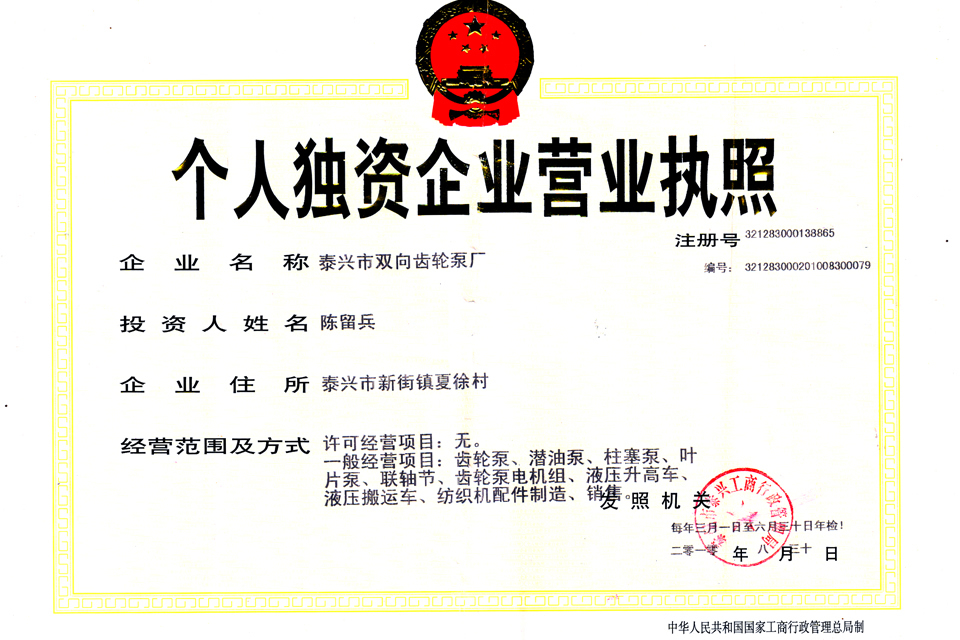 个人独资企业营业执照
注册号 321283000138865
编号: 321283000201008300079
企业名称 泰兴市双向齿轮泵厂
投资人姓名 陈留兵
企业住所 泰兴市新街镇夏徐村
经营范围及方式 许可经营项目:无。
一般经营项目:齿轮泵、潜油泵、柱塞泵、叶
片泵、联轴节、齿轮泵电机组、液压升高车、
液压搬运车、纺织机配件制造、销售。
发照机关
每年三月一日至六月三十日年检!
二零一零年八月三十日
中华人民共和国国家工商行政管理总局制